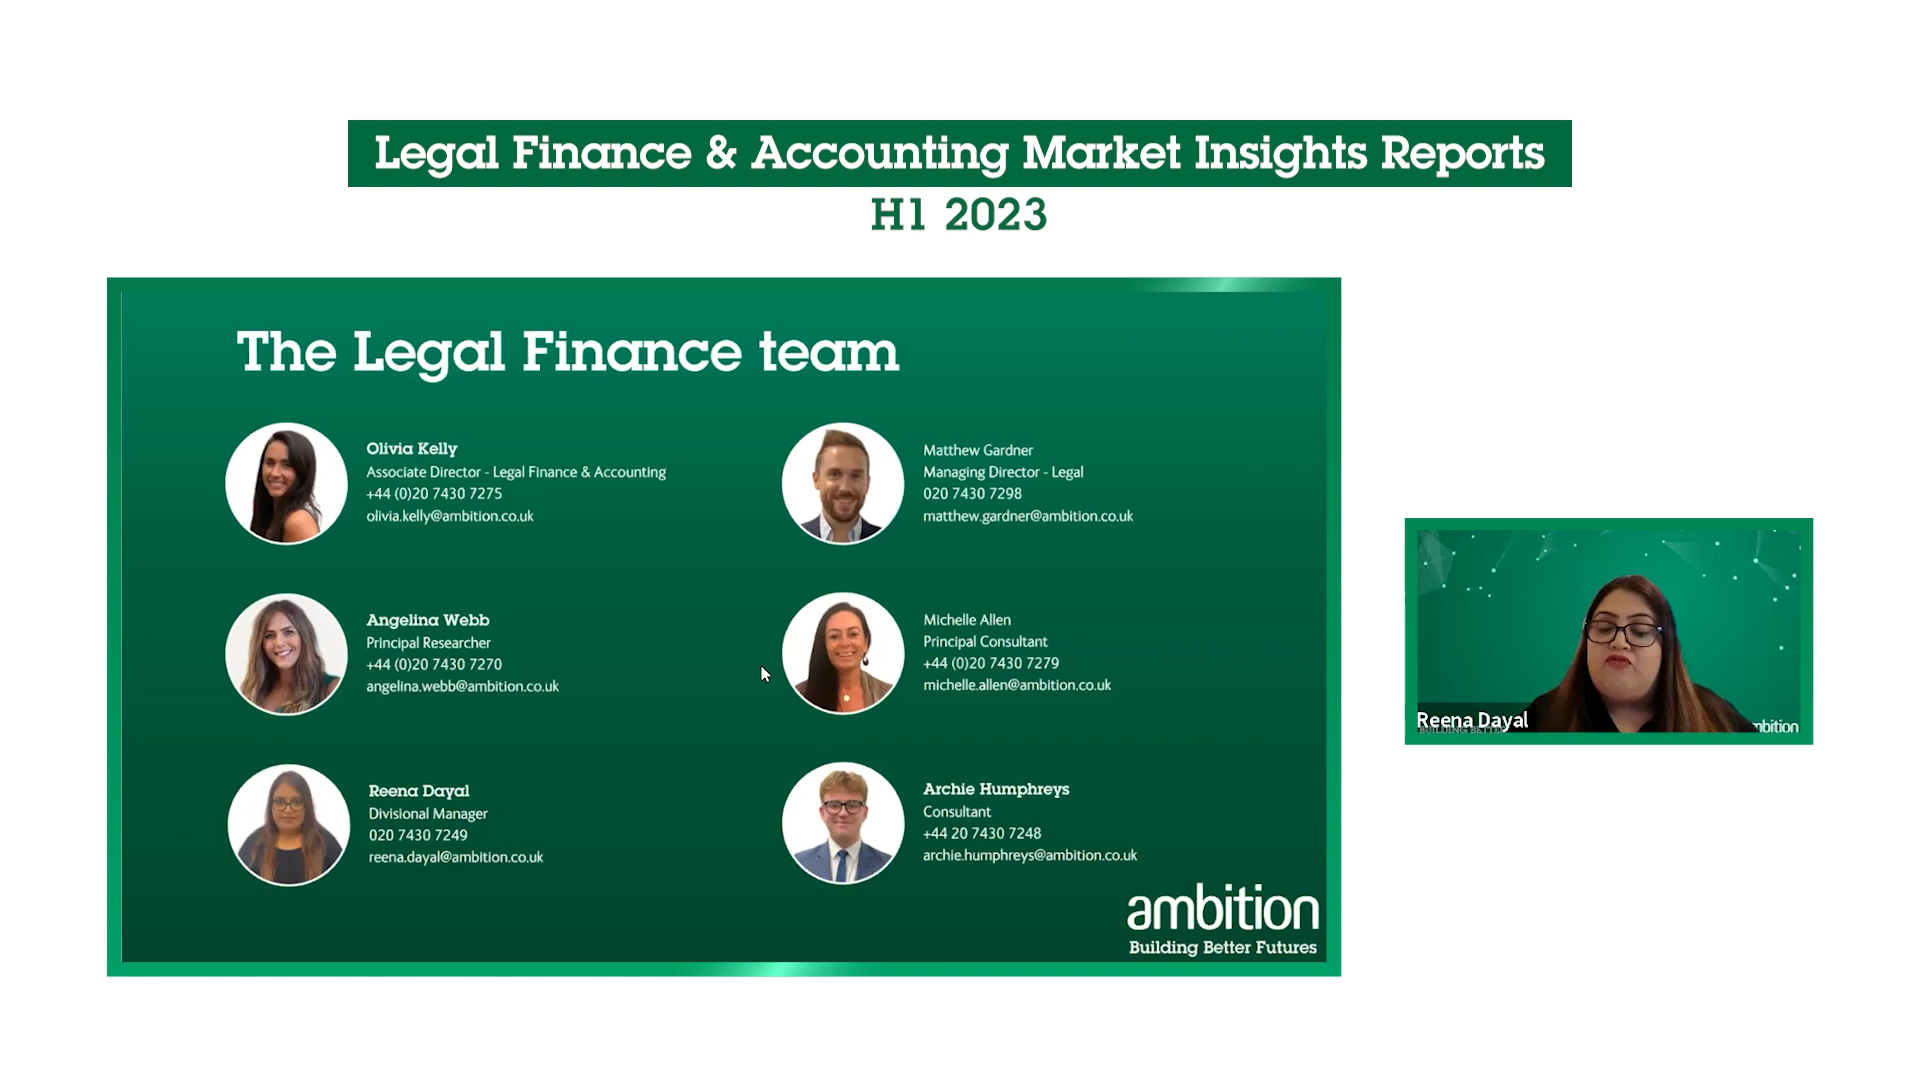 Legal Finance & Accounting Market Insights Reports
H1 2023
The Legal Finance team
Olivia Kelly
Associate Director - Legal Finance & Accounting
+44 (0)20 7430 7275
olivia.kelly@ambition.co.uk
Matthew Gardner
Managing Director - Legal
020 7430 7298
matthew.gardner@ambition.co.uk
Angelina Webb
Principal Researcher
+44 (0)20 7430 7270
angelina.webb@ambition.co.uk
Michelle Allen
Principal Consultant
+44 (0)20 7430 7279
michelle.allen@ambition.co.uk
Reena Dayal
Divisional Manager
020 7430 7249
reena.dayal@ambition.co.uk
Archie Humphreys
Consultant
+44 20 7430 7248
archie.humphreys@ambition.co.uk
ambition
Building Better Futures
Reena Dayal
BUILDING BETTER
mbition